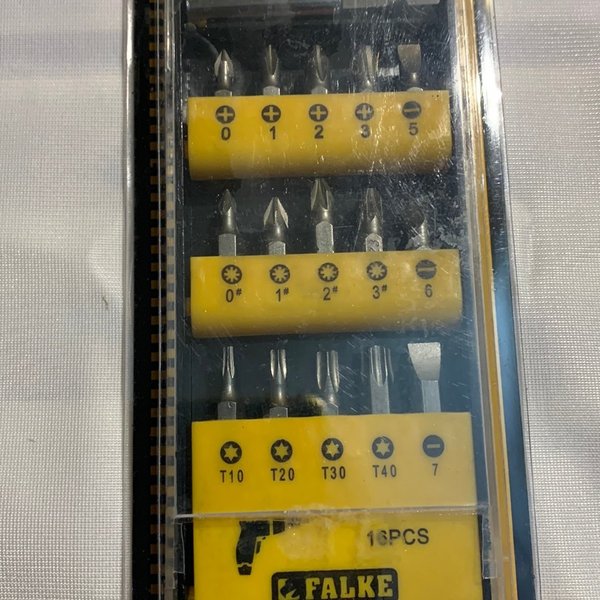 0 1 2 3 5
0# 1# 2# 3# 6
T10 T20 T30 T40 7
16PCS
FALKE